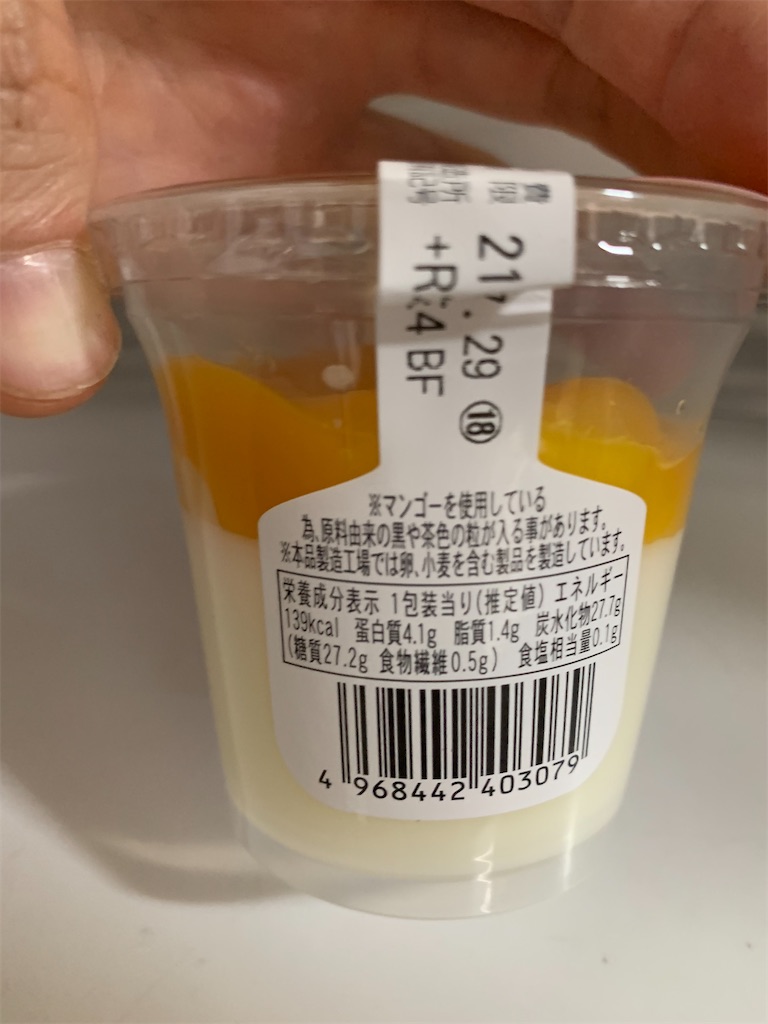 +R 4 BF
※マンゴーを使用している
為、原料由来の黒や茶色の粒が入る事があります。
※本品製造工場では卵、小麦を含む製品を製造しています。
栄養成分表示 1包装当り(推定値) エネルギー
139kcal 蛋白質4.1g 脂質1.4g 炭水化物27.7g
(糖質27.2g 食物繊維0.5g) 食塩相当量0.1g
4 968442 403079